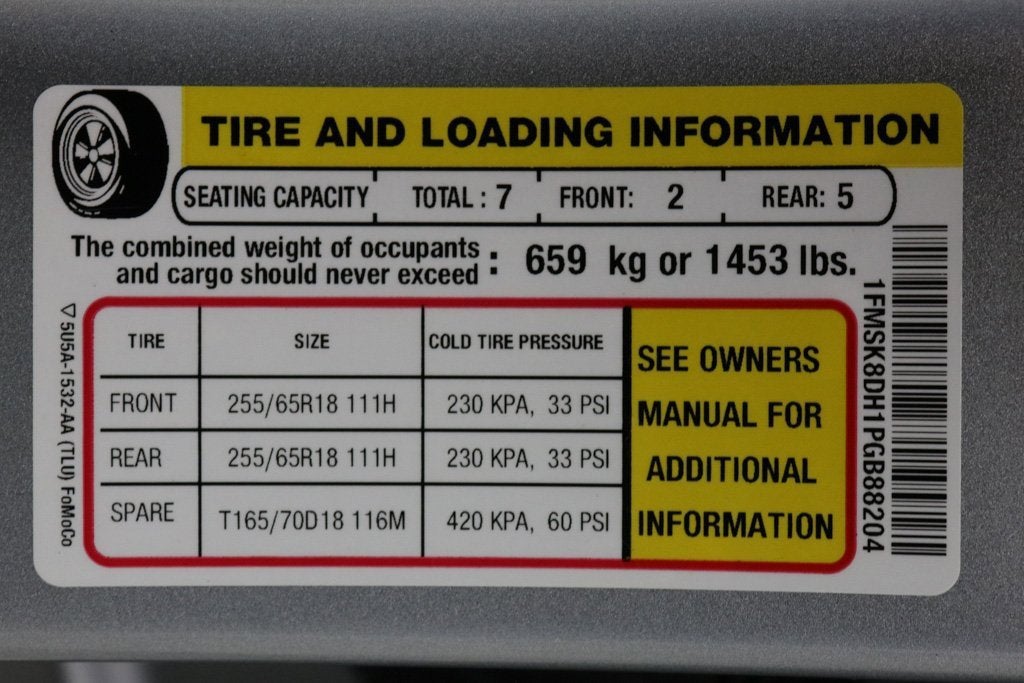 TIRE AND LOADING INFORMATION
SEATING CAPACITY TOTAL : 7 FRONT: 2 REAR: 5
The combined weight of occupants
and cargo should never exceed : 659 kg or 1453 lbs.
TIRE SIZE COLD TIRE PRESSURE
FRONT 255/65R18 111H 230 KPA, 33 PSI
REAR 255/65R18 111H 230 KPA, 33 PSI
SPARE T165/70D18 116M 420 KPA, 60 PSI
SEE OWNERS
MANUAL FOR
ADDITIONAL
INFORMATION
5U5A-1532-AA (TLU) FoMoCo
1FMSK8DH1PGB88204